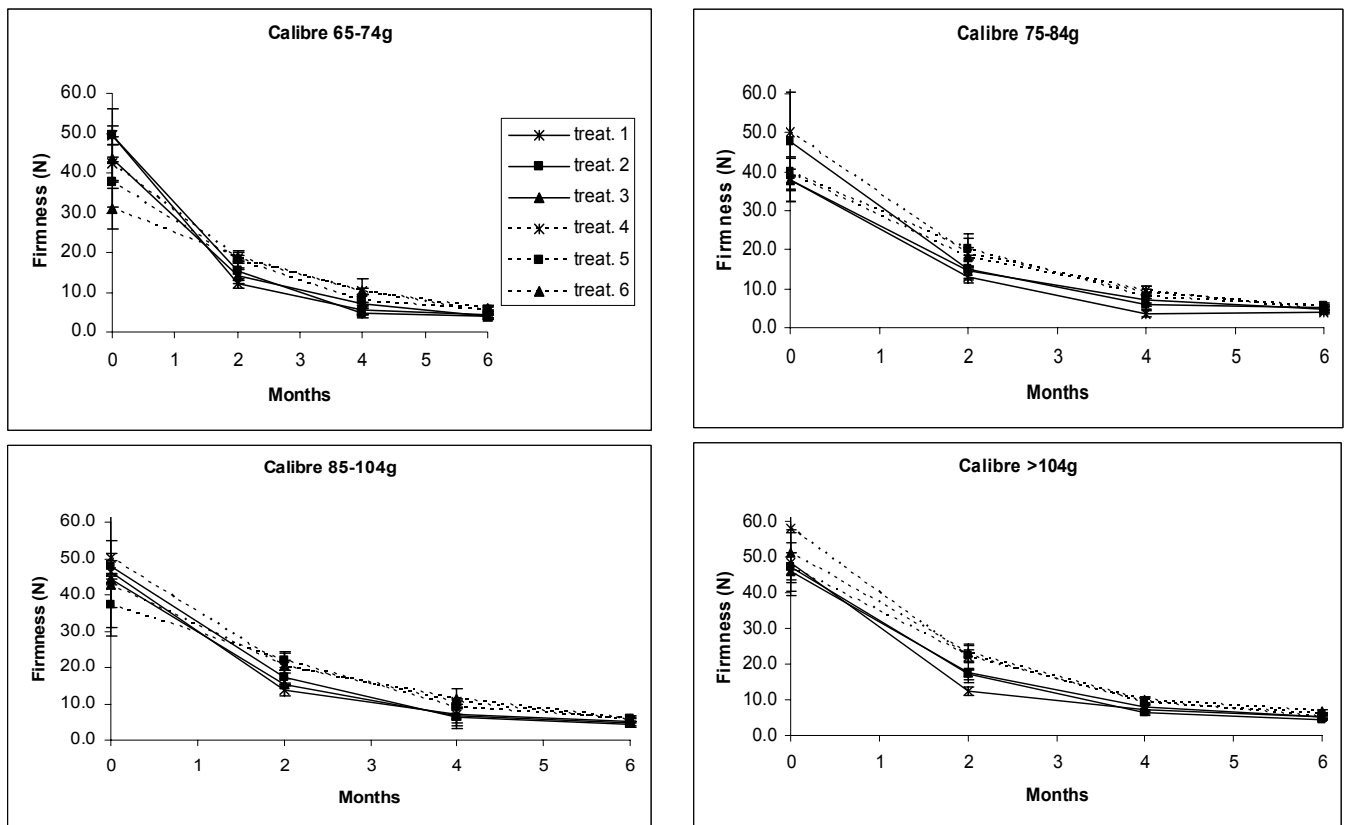 Calibre 65-74g
60.0
50.0
40.0
30.0
20.0
10.0
0.0
Firmness (N)
0 1 2 3 4 5 6
Months
treat. 1
treat. 2
treat. 3
treat. 4
treat. 5
treat. 6
Calibre 75-84g
60.0
50.0
40.0
30.0
20.0
10.0
0.0
Firmness (N)
0 1 2 3 4 5 6
Months
Calibre 85-104g
60.0
50.0
40.0
30.0
20.0
10.0
0.0
Firmness (N)
0 1 2 3 4 5 6
Months
Calibre >104g
60.0
50.0
40.0
30.0
20.0
10.0
0.0
Firmness (N)
0 1 2 3 4 5 6
Months